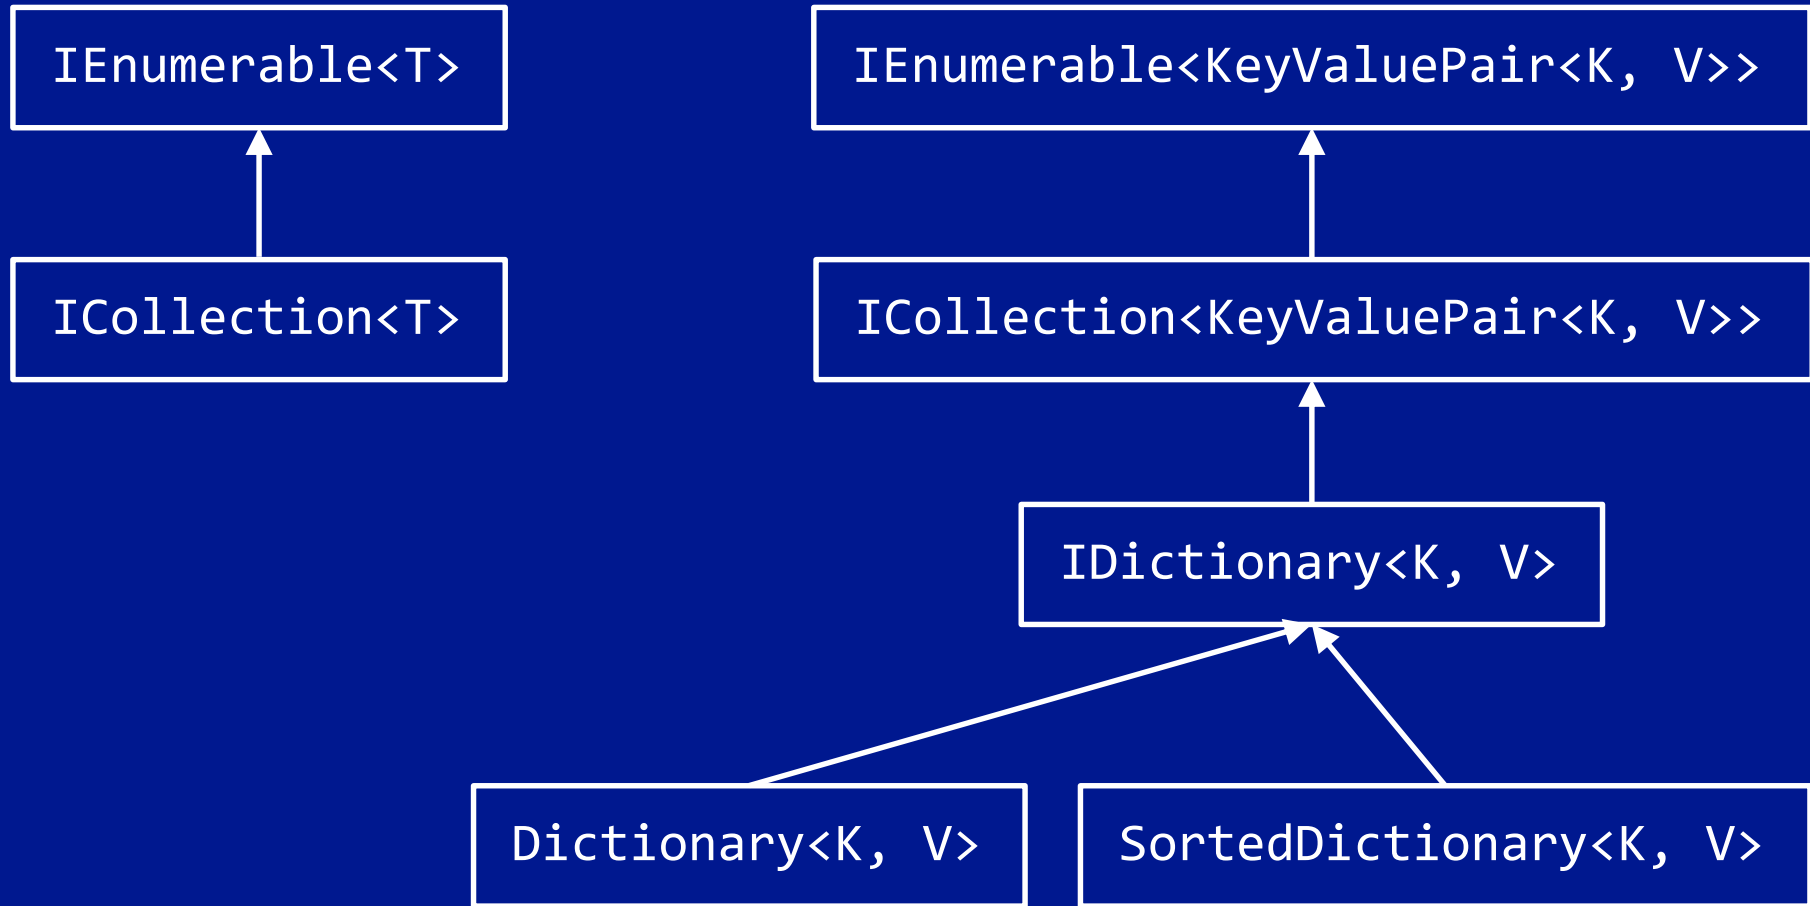 IEnumerable<T>
IEnumerable<KeyValuePair<K, V>>
ICollection<T>
ICollection<KeyValuePair<K, V>>
IDictionary<K, V>
Dictionary<K, V>
SortedDictionary<K, V>